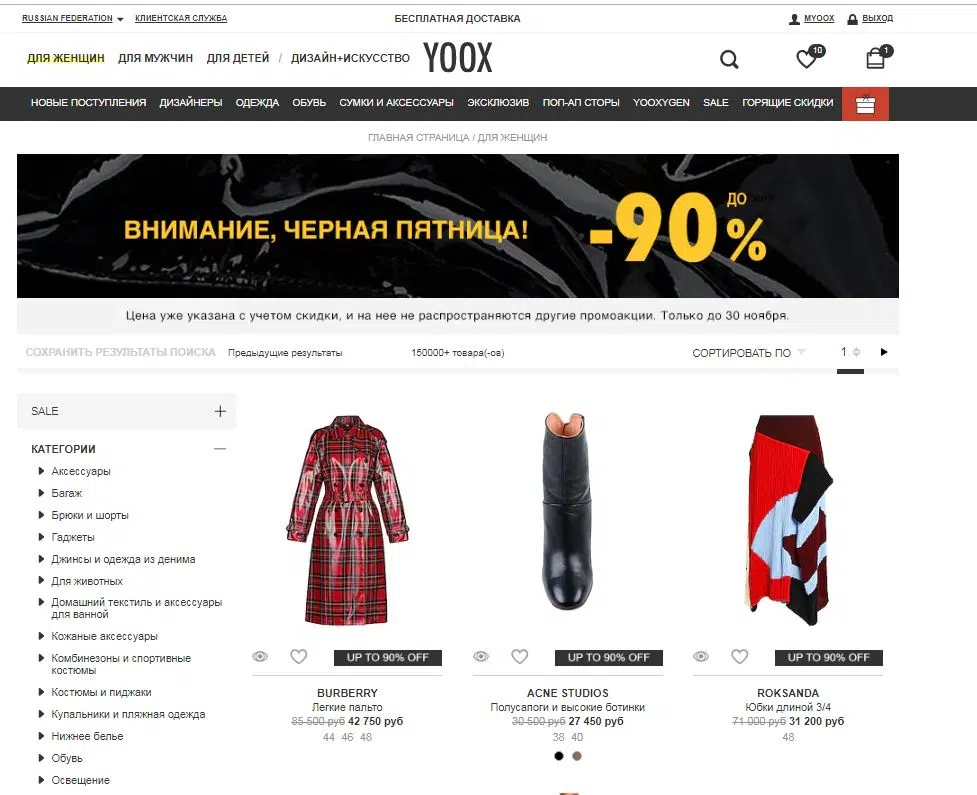 RUSSIAN FEDERATION КЛИЕНТСКАЯ СЛУЖБА БЕСПЛАТНАЯ ДОСТАВКА MYOOX ВЫХОД
ДЛЯ ЖЕНЩИН ДЛЯ МУЖЧИН ДЛЯ ДЕТЕЙ / ДИЗАЙН+ИСКУССТВО YOOX 10 1
НОВЫЕ ПОСТУПЛЕНИЯ ДИЗАЙНЕРЫ ОДЕЖДА ОБУВЬ СУМКИ И АКСЕССУАРЫ ЭКСКЛЮЗИВ ПОП-АП СТОРЫ YOOXYGEN SALE ГОРЯЩИЕ СКИДКИ
ГЛАВНАЯ СТРАНИЦА / ДЛЯ ЖЕНЩИН
ВНИМАНИЕ, ЧЕРНАЯ ПЯТНИЦА! ДО -90%
Цена уже указана с учетом скидки, и на нее не распространяются другие промоакции. Только до 30 ноября.
СОХРАНИТЬ РЕЗУЛЬТАТЫ ПОИСКА Предыдущие результаты 150000+ товара(-ов) СОРТИРОВАТЬ ПО 1
SALE
КАТЕГОРИИ
Аксессуары
Багаж
Брюки и шорты
Гаджеты
Джинсы и одежда из денима
Для животных
Домашний текстиль и аксессуары
для ванной
Кожаные аксессуары
Комбинезоны и спортивные
костюмы
Костюмы и пиджаки
Купальники и пляжная одежда
Нижнее белье
Обувь
Освещение
UP TO 90% OFF
BURBERRY
Легкие пальто
85 500 руб 42 750 руб
44 46 48
UP TO 90% OFF
ACNE STUDIOS
Полусапоги и высокие ботинки
30 500 руб 27 450 руб
38 40
UP TO 90% OFF
ROKSANDA
Юбки длиной 3/4
71 000 руб 31 200 руб
48